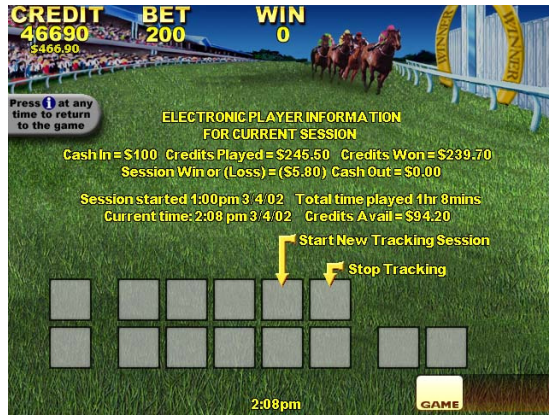 CREDIT BET WIN
46690 200 0
$466.90
WINNERS WINNER
Press i at any
time to return
to the game
ELECTRONIC PLAYER INFORMATION
FOR CURRENT SESSION
Cash In = $100 Credits Played = $245.50 Credits Won = $239.70
Session Win or (Loss) = ($5.80) Cash Out = $0.00
Session started 1:00pm 3/4/02 Total time played 1hr 8mins
Current time: 2:08 pm 3/4/02 Credits Avail = $94.20
Start New Tracking Session
Stop Tracking
2:08pm
GAME